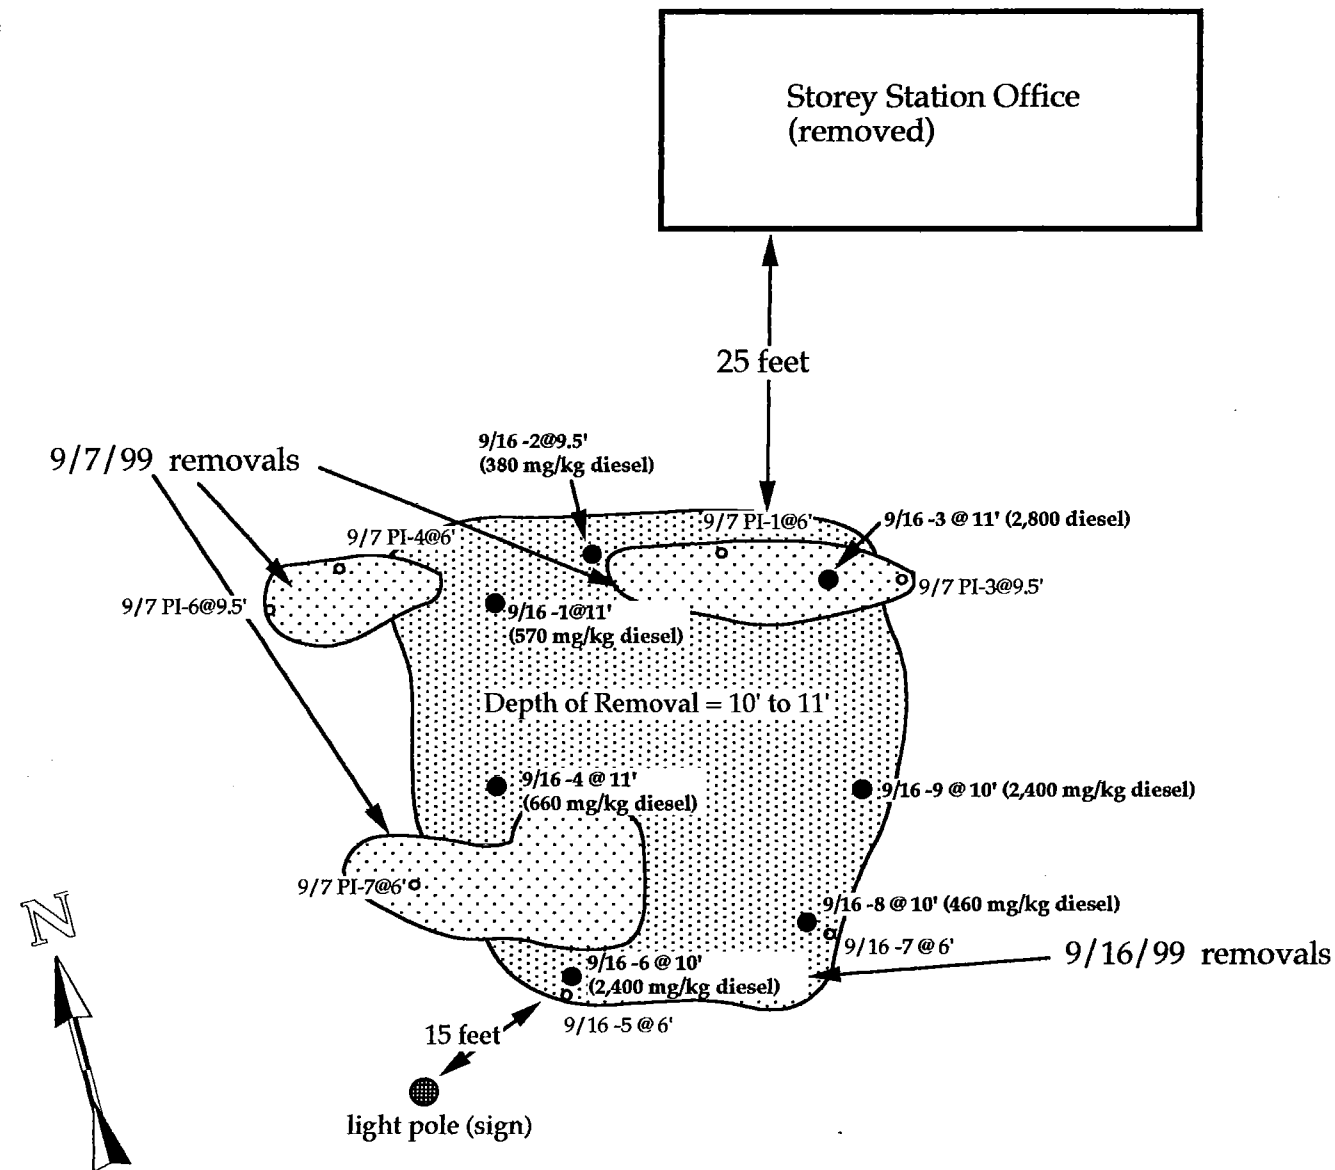 Storey Station Office
(removed)
25 feet
9/16 -2@9.5'
(380 mg/kg diesel)
9/7/99 removals
9/7 PI-1@6'
9/16 -3 @ 11' (2,800 diesel)
9/7 PI-4@6'
9/7 PI-3@9.5'
9/7 PI-6@9.5'
9/16 -1@11'
(570 mg/kg diesel)
Depth of Removal = 10' to 11'
9/16 -4 @ 11'
(660 mg/kg diesel)
9/16 -9 @ 10' (2,400 mg/kg diesel)
9/7 PI-7@6'
9/16 -8 @ 10' (460 mg/kg diesel)
9/16 -7 @ 6'
9/16/99 removals
N
9/16 -6 @ 10'
(2,400 mg/kg diesel)
9/16 -5 @ 6'
15 feet
light pole (sign)